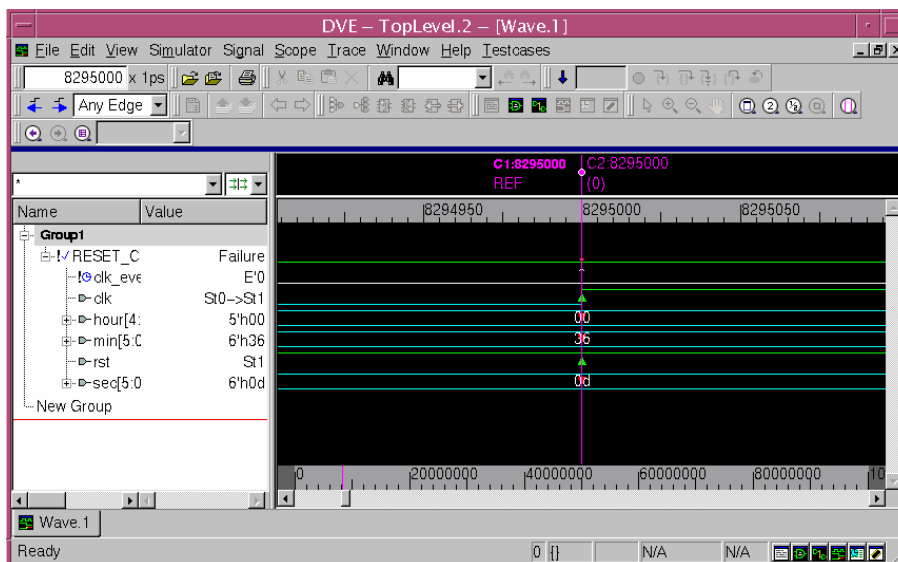 DVE – TopLevel.2 – [Wave.1]
File Edit View Simulator Signal Scope Trace Window Help Testcases
8295000 x 1ps
Any Edge
C1:8295000 C2:8295000
REF (0)
*
Name Value
8294950 8295000 8295050
Group1
RESET_C Failure
clk_eve E'0
clk St0->St1
hour[4: 5'h00 00
min[5:0 6'h36 36
rst St1
sec[5:0 6'h0d 0d
New Group
0 20000000 40000000 60000000 80000000 10
Wave.1
Ready 0 {} N/A N/A